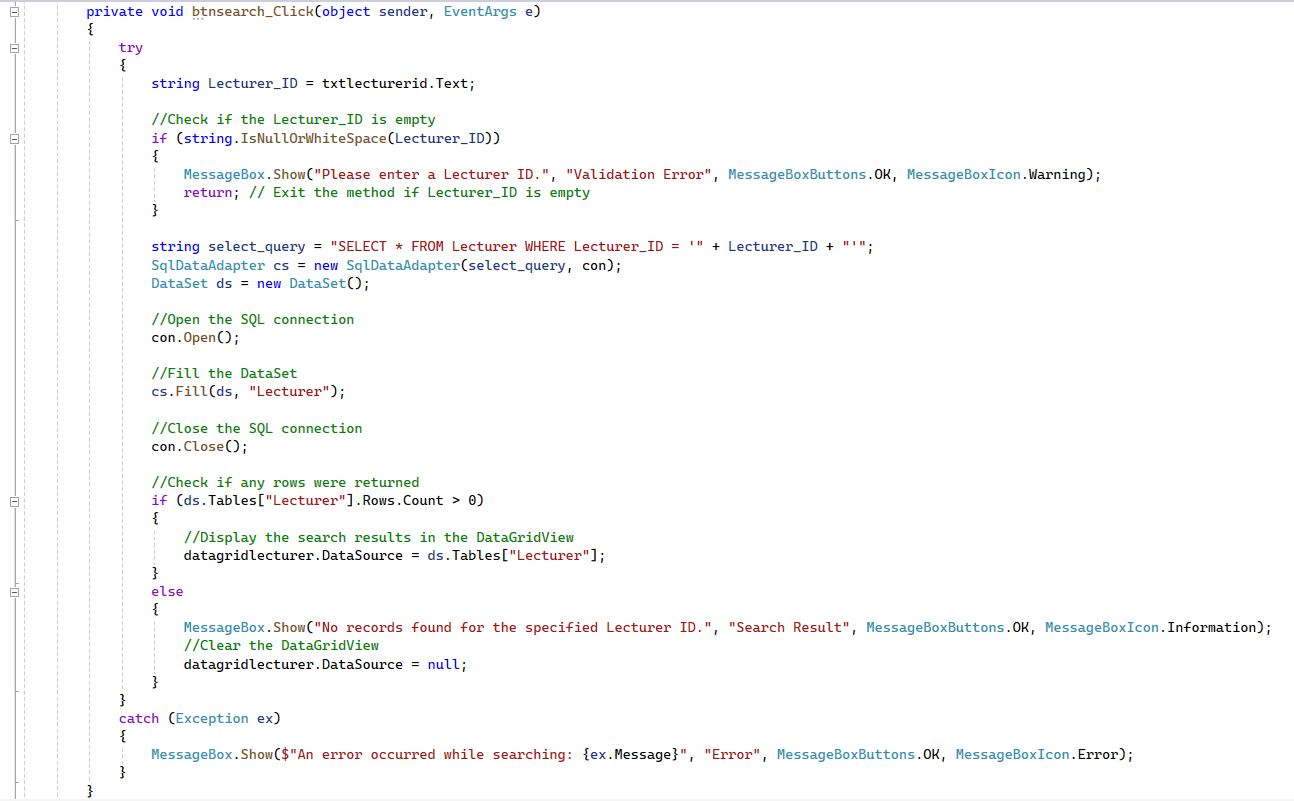 private void btnsearch_Click(object sender, EventArgs e)
{
    try
    {
        string Lecturer_ID = txtlecturerid.Text;

        //Check if the Lecturer_ID is empty
        if (string.IsNullOrWhiteSpace(Lecturer_ID))
        {
            MessageBox.Show("Please enter a Lecturer ID.", "Validation Error", MessageBoxButtons.OK, MessageBoxIcon.Warning);
            return; // Exit the method if Lecturer_ID is empty
        }

        string select_query = "SELECT * FROM Lecturer WHERE Lecturer_ID = '" + Lecturer_ID + "'";
        SqlDataAdapter cs = new SqlDataAdapter(select_query, con);
        DataSet ds = new DataSet();

        //Open the SQL connection
        con.Open();

        //Fill the DataSet
        cs.Fill(ds, "Lecturer");

        //Close the SQL connection
        con.Close();

        //Check if any rows were returned
        if (ds.Tables["Lecturer"].Rows.Count > 0)
        {
            //Display the search results in the DataGridView
            datagridlecturer.DataSource = ds.Tables["Lecturer"];
        }
        else
        {
            MessageBox.Show("No records found for the specified Lecturer ID.", "Search Result", MessageBoxButtons.OK, MessageBoxIcon.Information);
            //Clear the DataGridView
            datagridlecturer.DataSource = null;
        }
    }
    catch (Exception ex)
    {
        MessageBox.Show($"An error occurred while searching: {ex.Message}", "Error", MessageBoxButtons.OK, MessageBoxIcon.Error);
    }
}